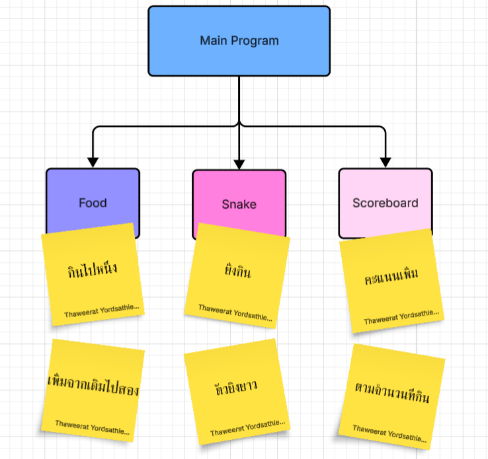 Main Program
Food
Snake
Scoreboard
กินไปหนึ่ง
Thaweerat Yordsathie...
ยิ่งกิน
Thaweerat Yordsathie...
คะแนนเพิ่ม
Thaweerat Yordsathie...
เพิ่มจากเดิมไปสอง
Thaweerat Yordsathie...
ตัวยิ่งยาว
Thaweerat Yordsathie...
ตามจำนวนที่กิน
Thaweerat Yordsathie...